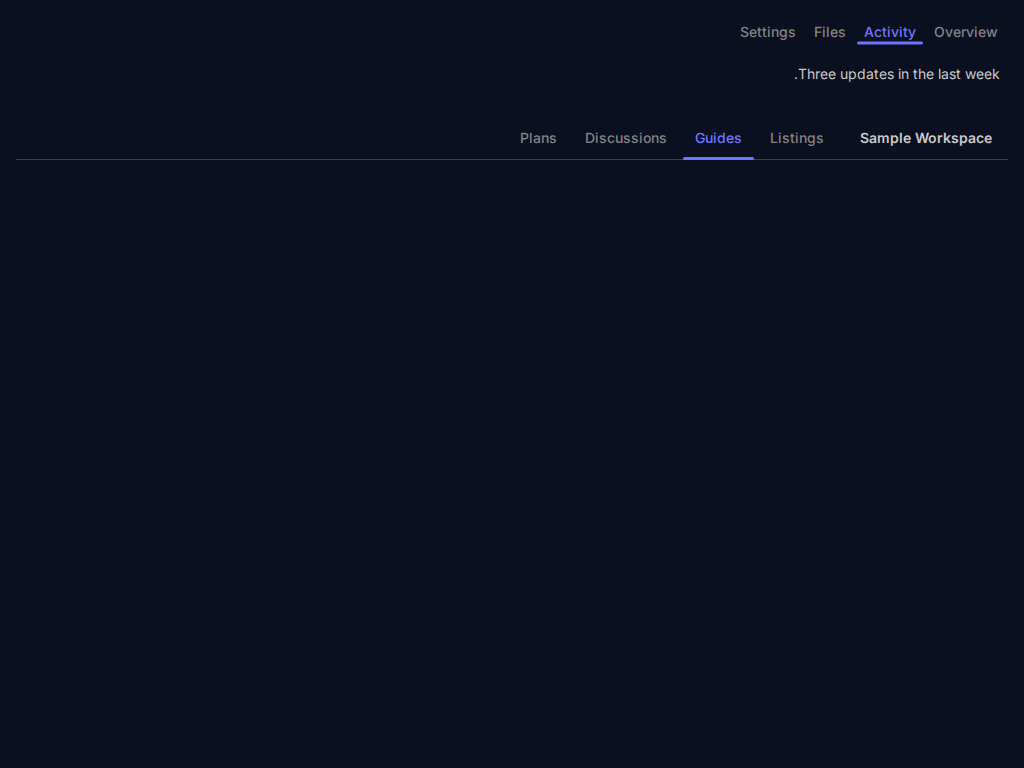 Overview Activity Files Settings
Three updates in the last week.
Sample Workspace Listings Guides Discussions Plans